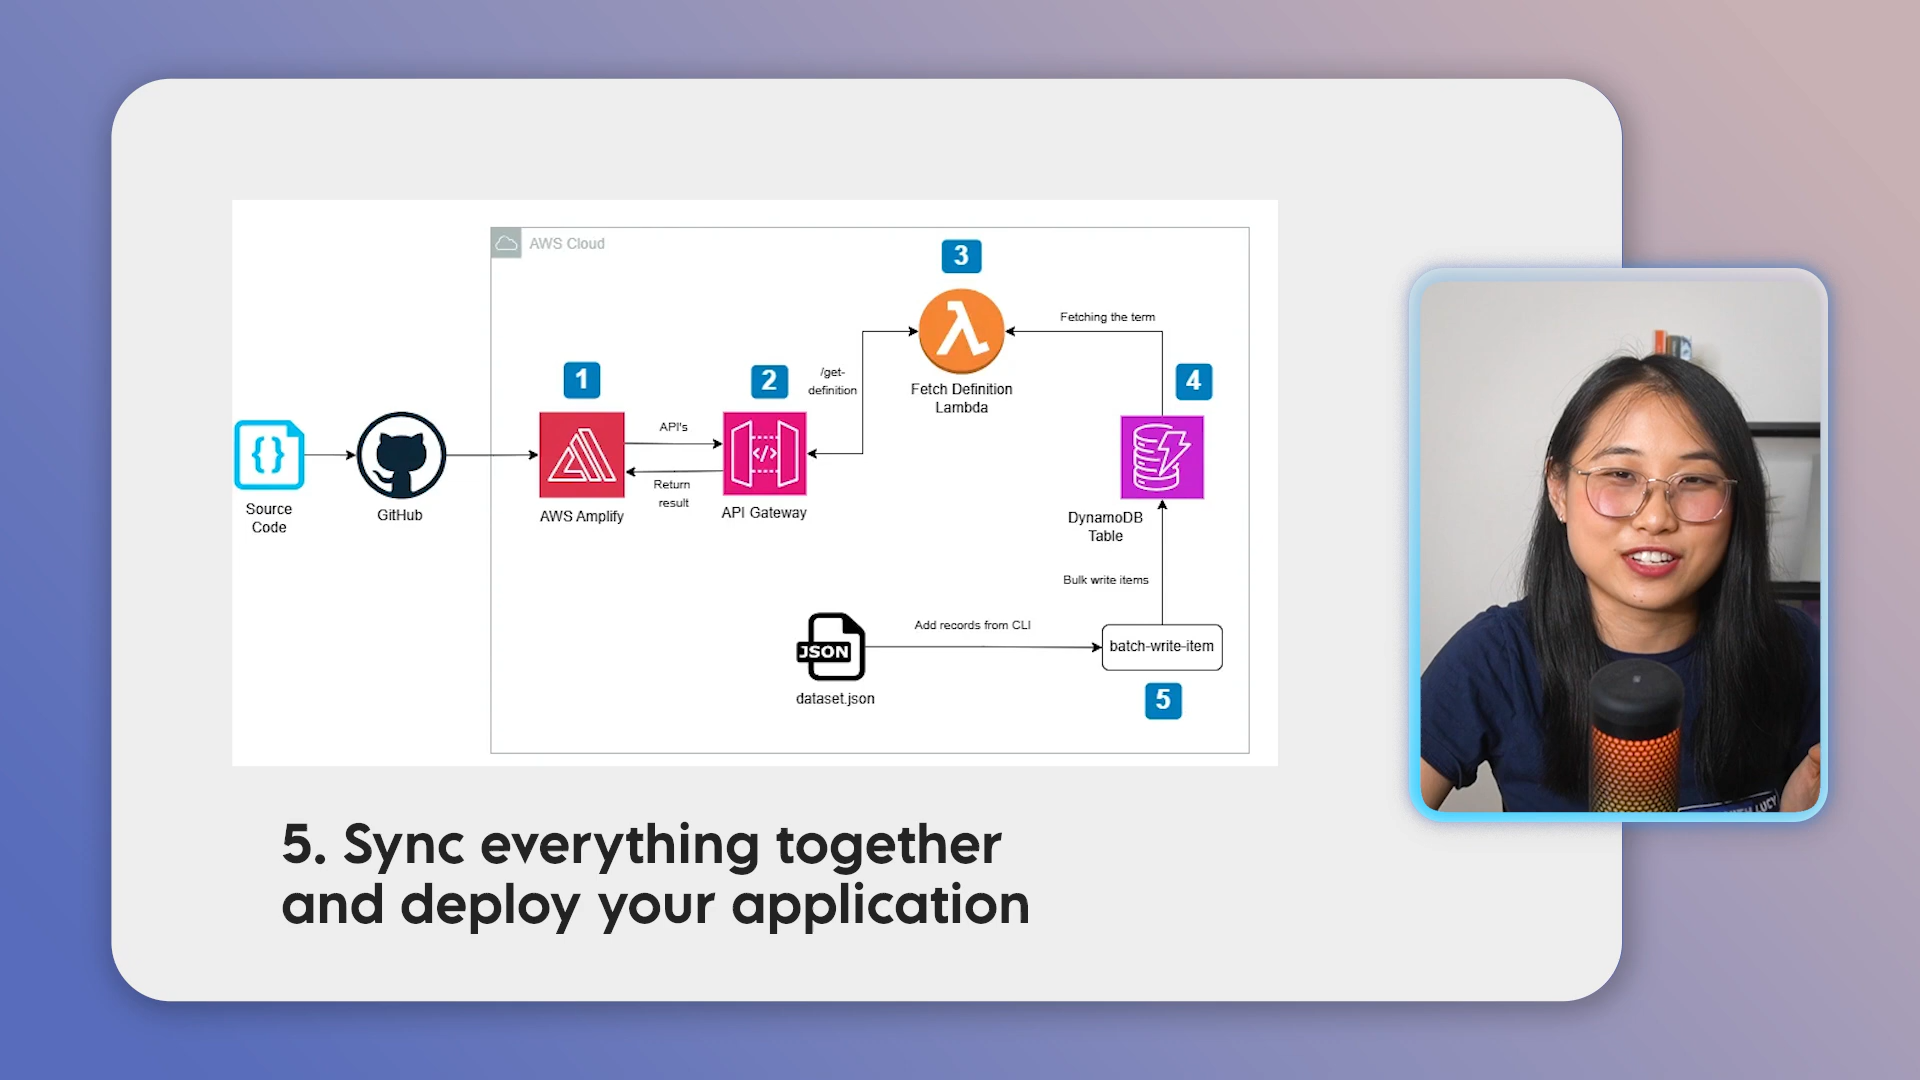 AWS Cloud
3
Fetching the term
1
2
/get-
definition
4
Fetch Definition
Lambda
API's
Return
result
Source
Code
GitHub
AWS Amplify
API Gateway
DynamoDB
Table
Bulk write items
Add records from CLI
JSON
batch-write-item
dataset.json
5
5. Sync everything together
and deploy your application